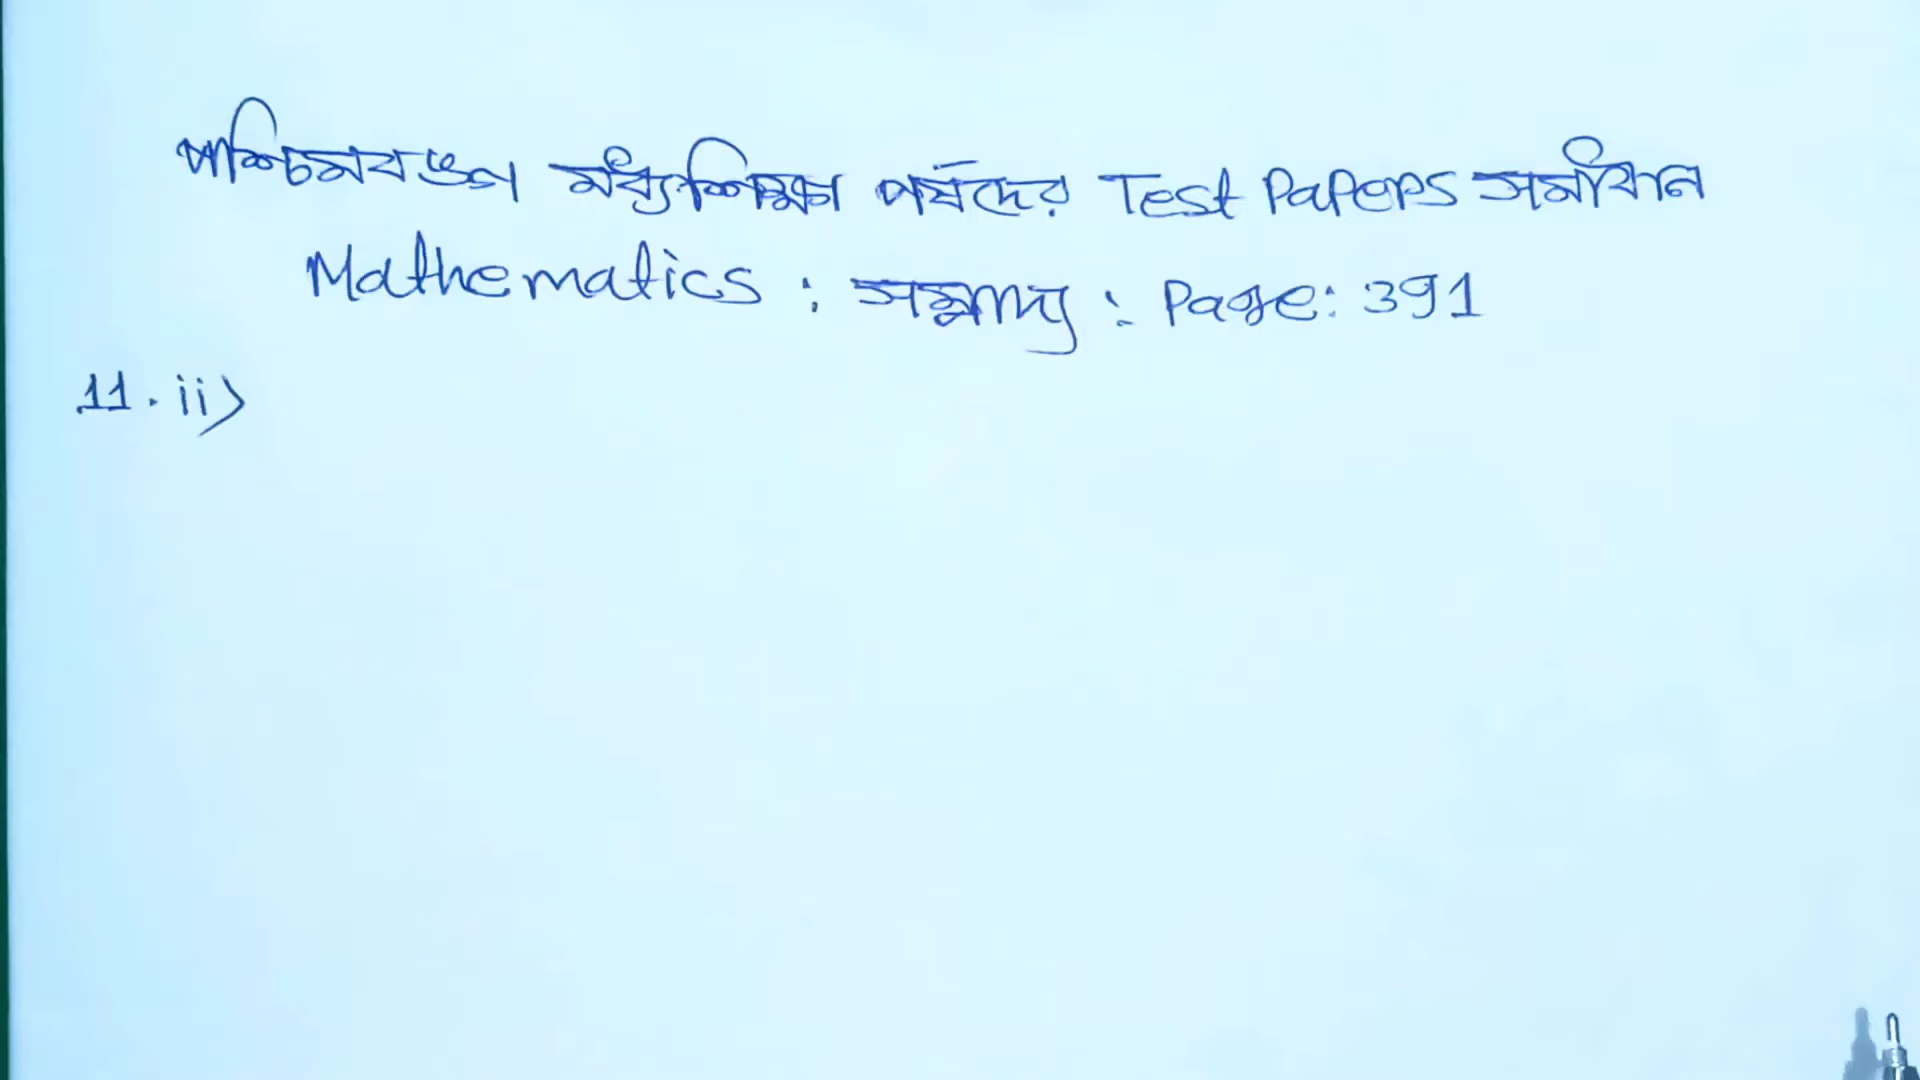 পশ্চিমবঙ্গ মধ্যশিক্ষা পর্ষদের Test Papers সমাধান
Mathematics : সম্পাদ্য : Page: 391
11. ii>